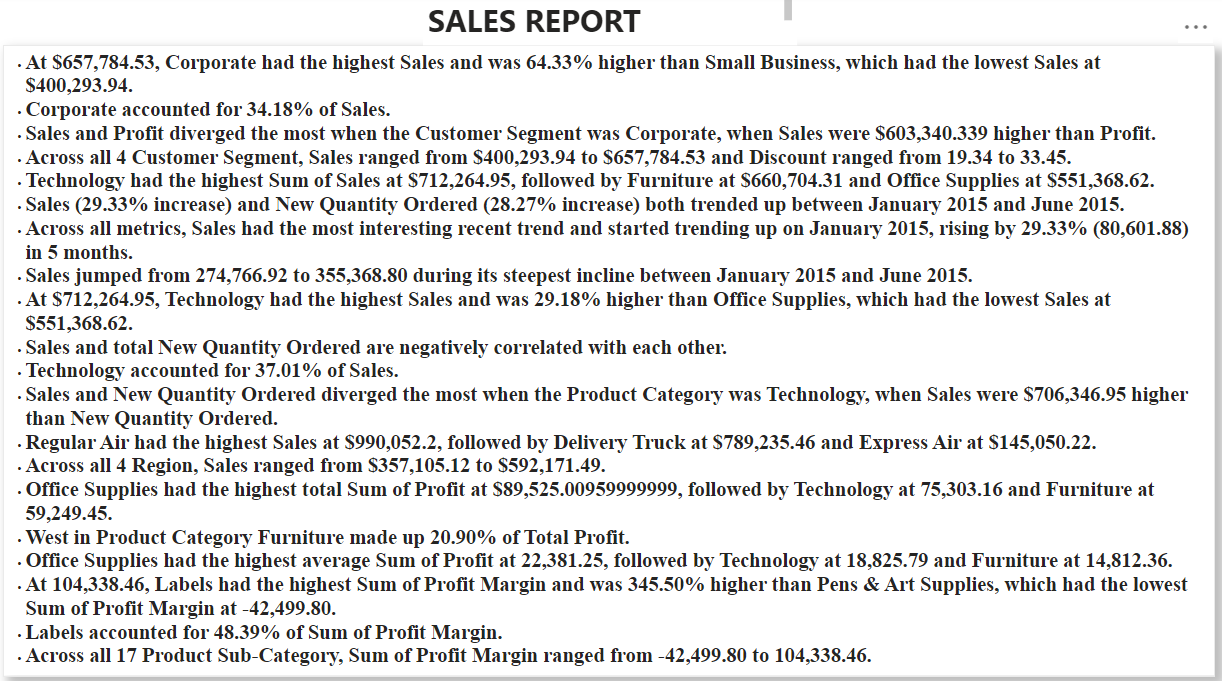 SALES REPORT
· At $657,784.53, Corporate had the highest Sales and was 64.33% higher than Small Business, which had the lowest Sales at
$400,293.94.
· Corporate accounted for 34.18% of Sales.
· Sales and Profit diverged the most when the Customer Segment was Corporate, when Sales were $603,340.339 higher than Profit.
· Across all 4 Customer Segment, Sales ranged from $400,293.94 to $657,784.53 and Discount ranged from 19.34 to 33.45.
· Technology had the highest Sum of Sales at $712,264.95, followed by Furniture at $660,704.31 and Office Supplies at $551,368.62.
· Sales (29.33% increase) and New Quantity Ordered (28.27% increase) both trended up between January 2015 and June 2015.
· Across all metrics, Sales had the most interesting recent trend and started trending up on January 2015, rising by 29.33% (80,601.88)
in 5 months.
· Sales jumped from 274,766.92 to 355,368.80 during its steepest incline between January 2015 and June 2015.
· At $712,264.95, Technology had the highest Sales and was 29.18% higher than Office Supplies, which had the lowest Sales at
$551,368.62.
· Sales and total New Quantity Ordered are negatively correlated with each other.
· Technology accounted for 37.01% of Sales.
· Sales and New Quantity Ordered diverged the most when the Product Category was Technology, when Sales were $706,346.95 higher
than New Quantity Ordered.
· Regular Air had the highest Sales at $990,052.2, followed by Delivery Truck at $789,235.46 and Express Air at $145,050.22.
· Across all 4 Region, Sales ranged from $357,105.12 to $592,171.49.
· Office Supplies had the highest total Sum of Profit at $89,525.00959999999, followed by Technology at 75,303.16 and Furniture at
59,249.45.
· West in Product Category Furniture made up 20.90% of Total Profit.
· Office Supplies had the highest average Sum of Profit at 22,381.25, followed by Technology at 18,825.79 and Furniture at 14,812.36.
· At 104,338.46, Labels had the highest Sum of Profit Margin and was 345.50% higher than Pens & Art Supplies, which had the lowest
Sum of Profit Margin at -42,499.80.
· Labels accounted for 48.39% of Sum of Profit Margin.
· Across all 17 Product Sub-Category, Sum of Profit Margin ranged from -42,499.80 to 104,338.46.